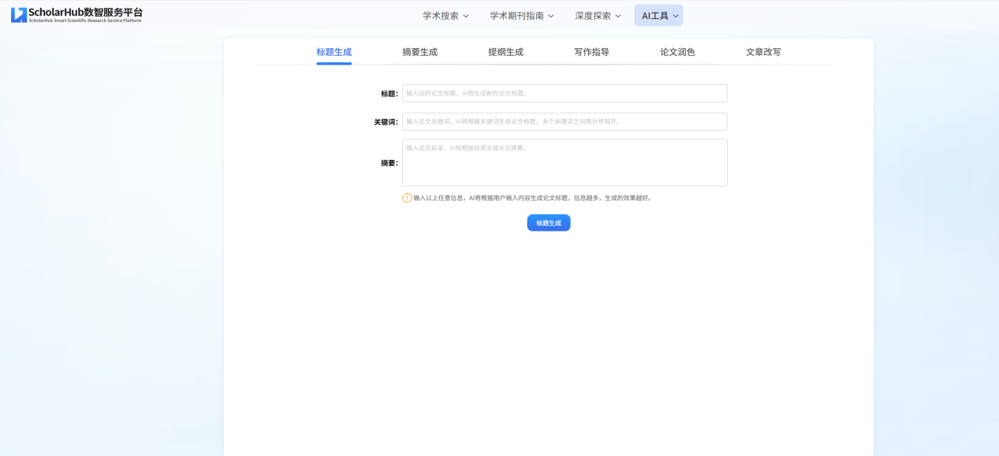 ScholarHub数智服务平台
ScholarHub Smart Scientific Research Service Platform
学术搜索
学术期刊指南
深度探索
AI工具
标题生成
摘要生成
提纲生成
写作指导
论文润色
文章改写
标题：
输入旧的论文标题，AI将生成新的论文标题。
关键词：
输入论文关健词，AI将根据关健词生成论文标题，多个关键词之间用分号隔开。
摘要：
输入论文目录，AI将根据目录生成论文摘要。
输入以上任意信息，AI将根据用户输入内容生成论文标题，信息越多，生成的效果越好。
标题生成